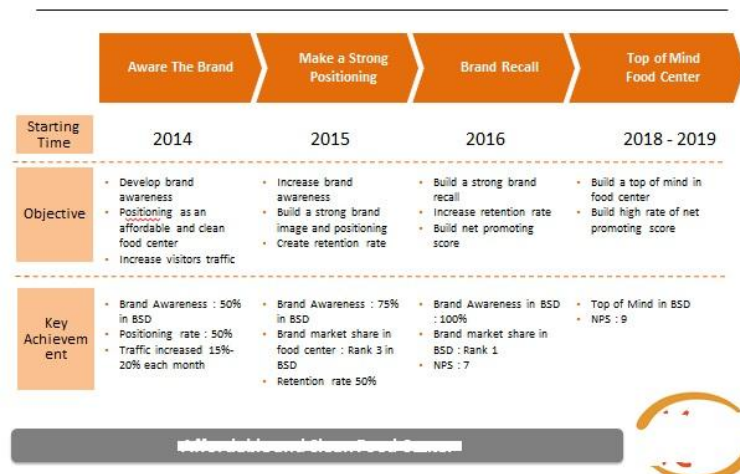 Aware The Brand
Make a Strong
Positioning
Brand Recall
Top of Mind
Food Center
Starting
Time
2014
2015
2016
2018 - 2019
Objective
• Develop brand
awareness
• Positioning as an
affordable and clean
food center
• Increase visitors traffic
• Increase brand
awareness
• Build a strong brand
image and positioning
• Create retention rate
• Build a strong brand
recall
• Increase retention rate
• Build net promoting
score
• Build a top of mind in
food center
• Build high rate of net
promoting score
Key
Achievem
ent
• Brand Awareness : 50%
in BSD
• Positioning rate : 50%
• Traffic increased 15%-
20% each month
• Brand Awareness : 75%
in BSD
• Brand market share in
food center : Rank 3 in
BSD
• Retention rate 50%
• Brand Awareness in BSD
: 100%
• Brand market share in
BSD : Rank 1
• NPS : 7
• Top of Mind in BSD
• NPS : 9